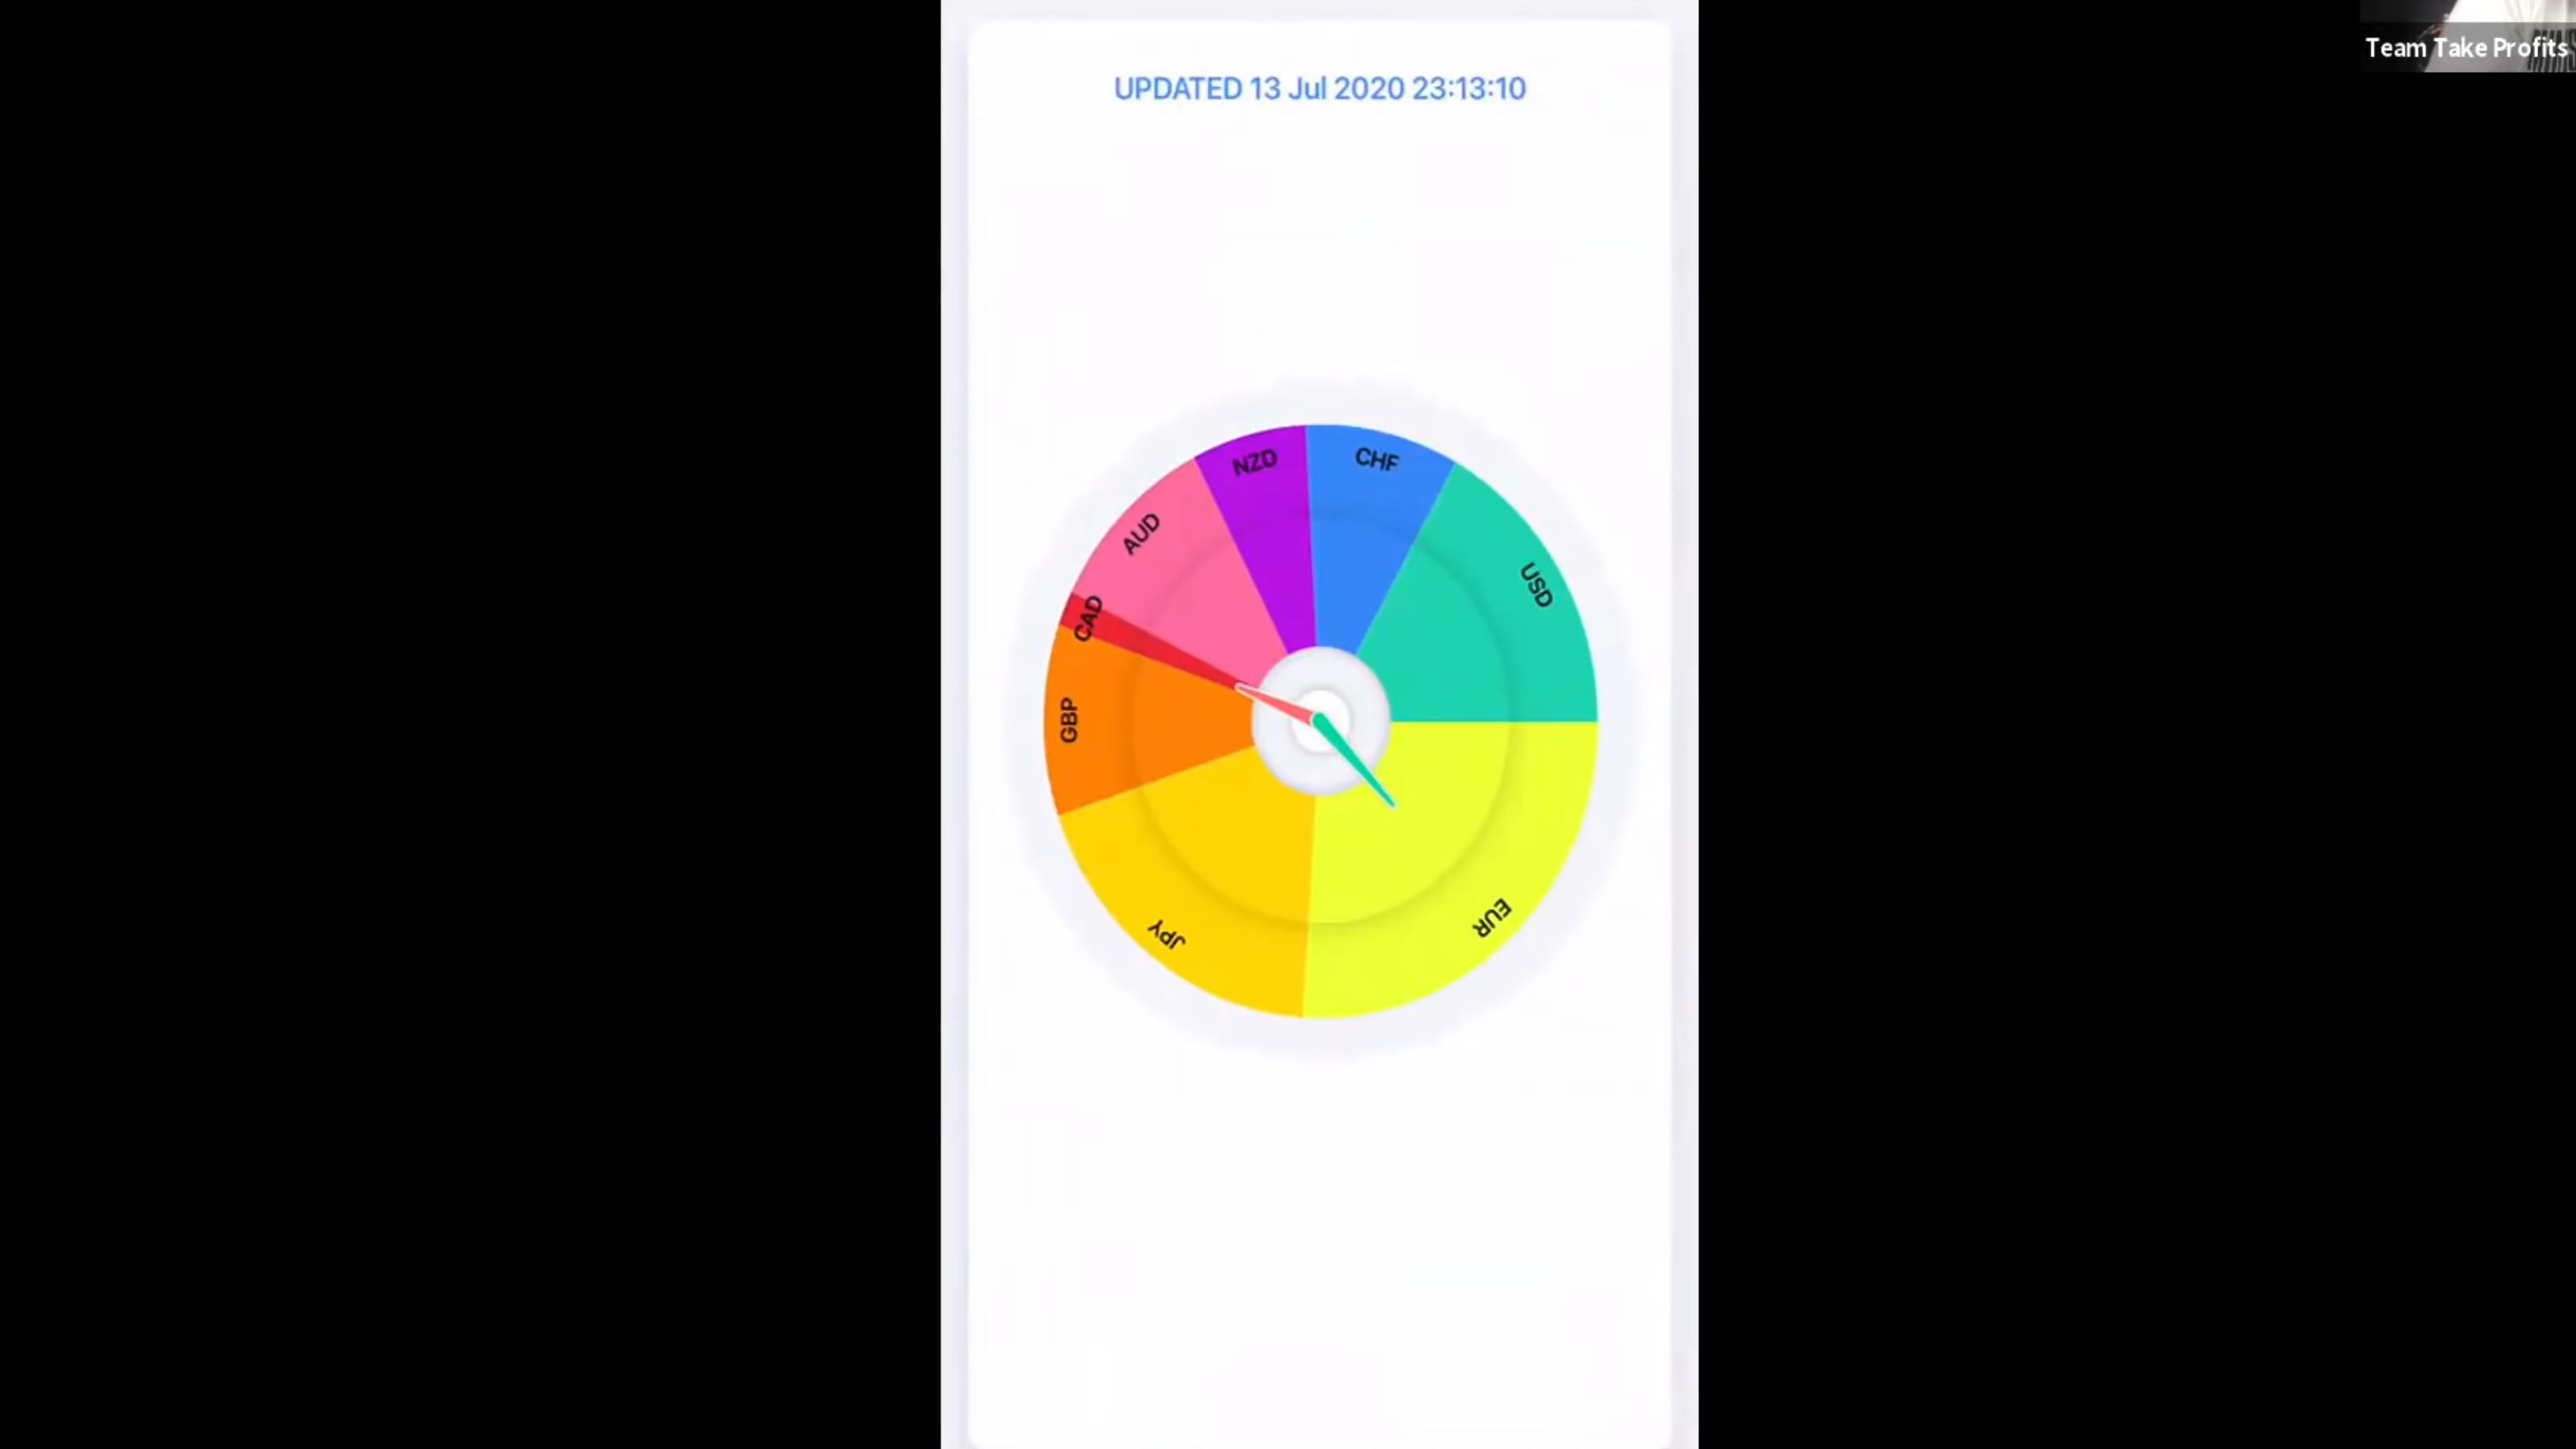 Team Take Profits
UPDATED 13 Jul 2020 23:13:10
NZD
CHF
AUD
USD
CAD
GBP
EUR
JPY